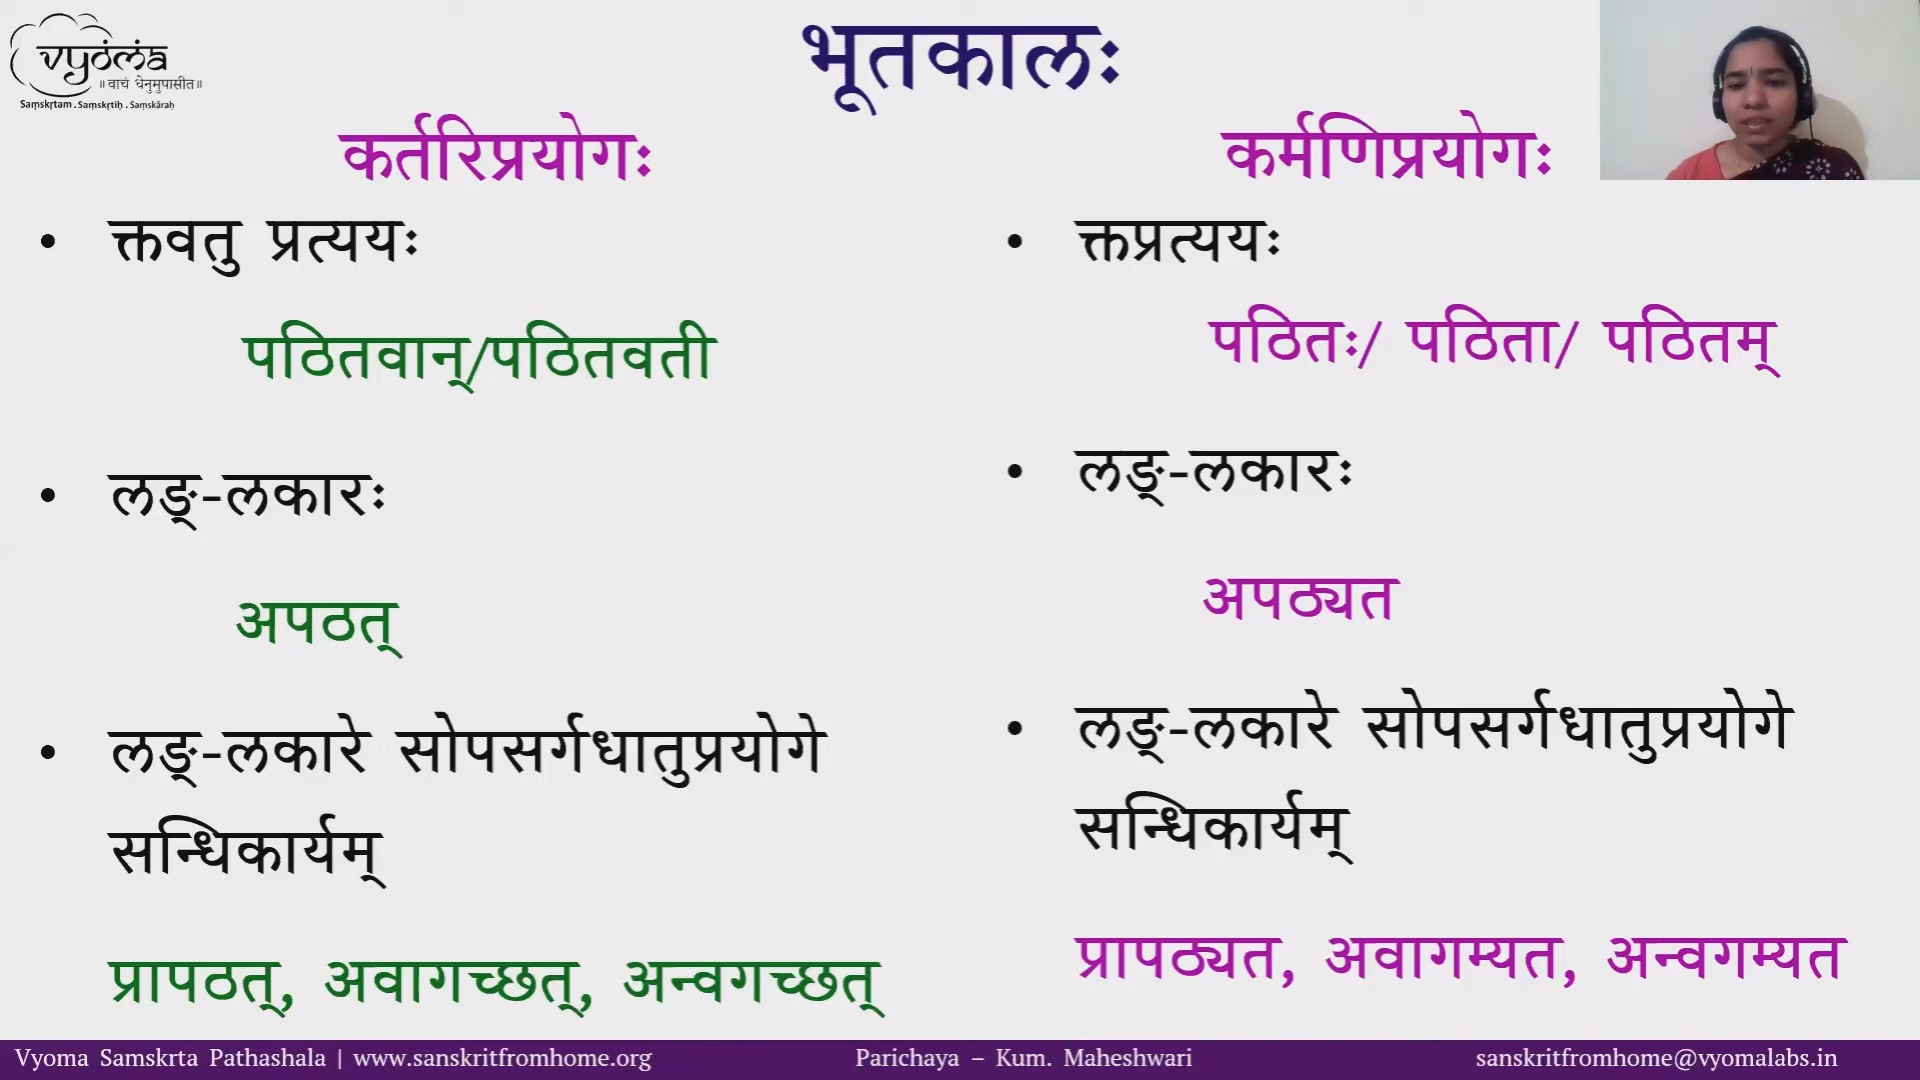 vyoma
॥ वाचं धेनुमुपासीत॥
Saṃskṛtam . Saṃskṛtiḥ . Saṃskāraḥ
भूतकालः
कर्तरिप्रयोगः
• क्तवतु प्रत्ययः
पठितवान्/पठितवती
• लङ्-लकारः
अपठत्
• लङ्-लकारे सोपसर्गधातुप्रयोगे
सन्धिकार्यम्
प्रापठत्, अवागच्छत्, अन्वगच्छत्
कर्मणिप्रयोगः
• क्तप्रत्ययः
पठितः/ पठिता/ पठितम्
• लङ्-लकारः
अपठ्यत
• लङ्-लकारे सोपसर्गधातुप्रयोगे
सन्धिकार्यम्
प्रापठ्यत, अवागम्यत, अन्वगम्यत
Vyoma Samskrta Pathashala | www.sanskritfromhome.org
Parichaya – Kum. Maheshwari
sanskritfromhome@vyomalabs.in